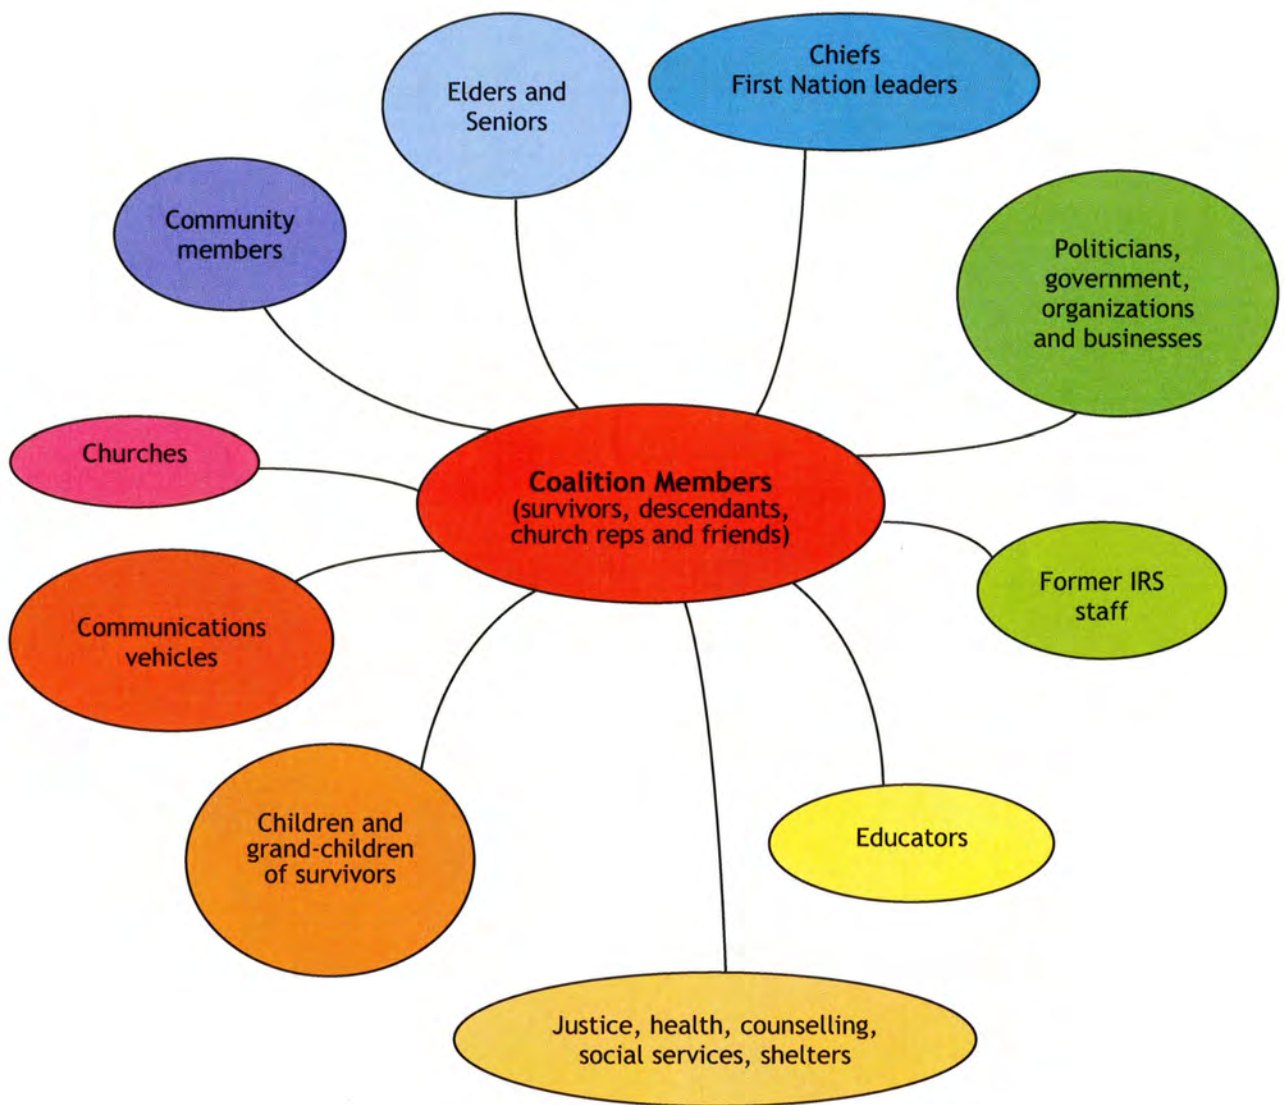 Chiefs
First Nation leaders
Elders and
Seniors
Community
members
Politicians,
government,
organizations
and businesses
Churches
Coalition Members
(survivors, descendants,
church reps and friends)
Former IRS
staff
Communications
vehicles
Children and
grand-children
of survivors
Educators
Justice, health, counselling,
social services, shelters